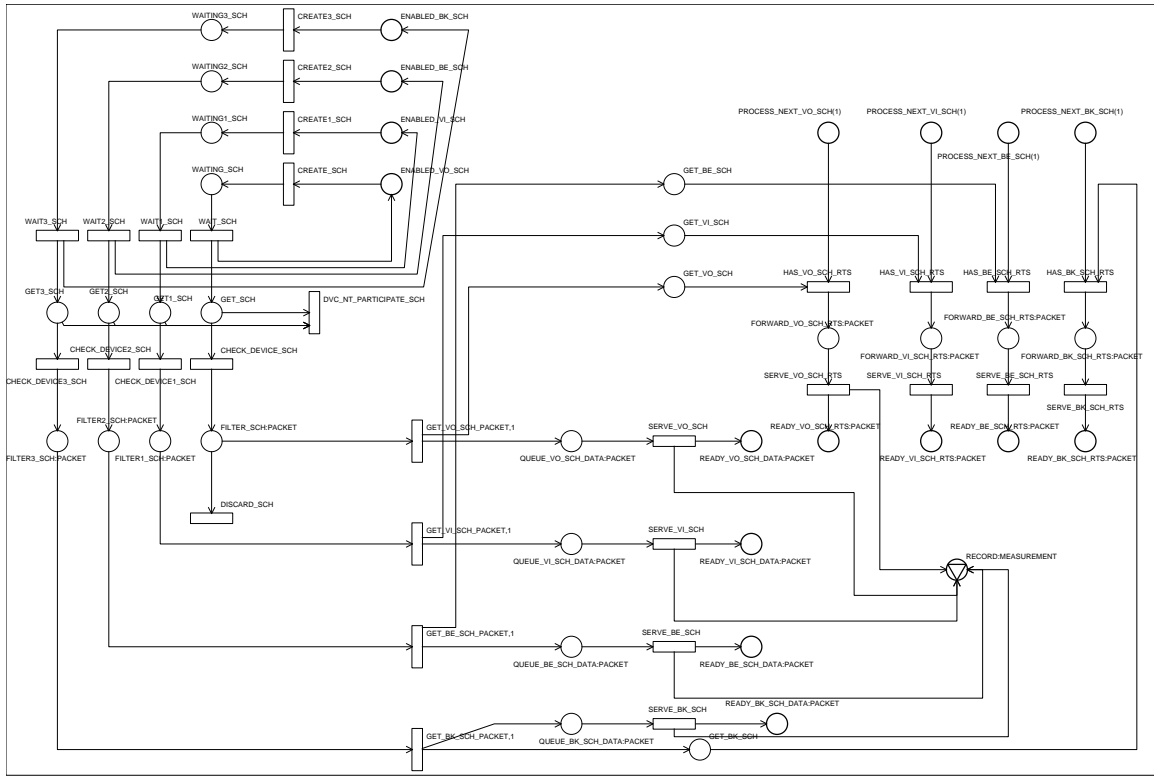 WAITING3_SCH CREATE3_SCH ENABLED_BK_SCH
WAITING2_SCH CREATE2_SCH ENABLED_BE_SCH
PROCESS_NEXT_VO_SCH(1) PROCESS_NEXT_VI_SCH(1) PROCESS_NEXT_BK_SCH(1)
WAITING1_SCH CREATE1_SCH ENABLED_VI_SCH
PROCESS_NEXT_BE_SCH(1)
WAITING_SCH CREATE_SCH ENABLED_VO_SCH GET_BE_SCH
WAIT3_SCH WAIT2_SCH WAIT1_SCH WAIT_SCH GET_VI_SCH
GET_VO_SCH HAS_VO_SCH_RTS HAS_VI_SCH_RTS HAS_BE_SCH_RTS HAS_BK_SCH_RTS
GET3_SCH GET2_SCH GET1_SCH GET_SCH DVC_NT_PARTICIPATE_SCH
FORWARD_VO_SCH_RTS:PACKET FORWARD_BE_SCH_RTS:PACKET
CHECK_DEVICE2_SCH CHECK_DEVICE_SCH FORWARD_VI_SCH_RTS:PACKET FORWARD_BK_SCH_RTS:PACKET
CHECK_DEVICE3_SCH CHECK_DEVICE1_SCH SERVE_VO_SCH_RTS SERVE_VI_SCH_RTS SERVE_BE_SCH_RTS
SERVE_BK_SCH_RTS
FILTER2_SCH:PACKET FILTER_SCH:PACKET GET_VO_SCH_PACKET,1 SERVE_VO_SCH READY_VO_SCH_RTS:PACKET READY_BE_SCH_RTS:PACKET
FILTER3_SCH:PACKET FILTER1_SCH:PACKET QUEUE_VO_SCH_DATA:PACKET READY_VO_SCH_DATA:PACKET READY_VI_SCH_RTS:PACKET READY_BK_SCH_RTS:PACKET
DISCARD_SCH
GET_VI_SCH_PACKET,1 SERVE_VI_SCH
QUEUE_VI_SCH_DATA:PACKET READY_VI_SCH_DATA:PACKET RECORD:MEASUREMENT
GET_BE_SCH_PACKET,1 SERVE_BE_SCH
QUEUE_BE_SCH_DATA:PACKET READY_BE_SCH_DATA:PACKET
SERVE_BK_SCH READY_BK_SCH_DATA:PACKET
GET_BK_SCH_PACKET,1 QUEUE_BK_SCH_DATA:PACKET GET_BK_SCH